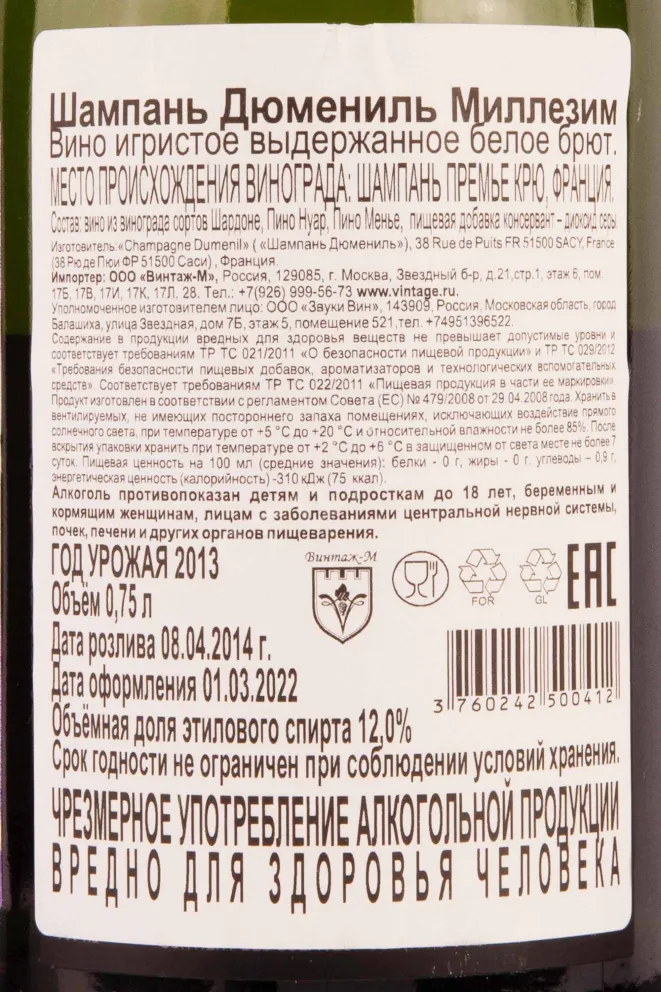 Шампань Дюмениль Миллезим
Вино игристое выдержанное белое брют.
МЕСТО ПРОИСХОЖДЕНИЯ ВИНОГРАДА: ШАМПАНЬ ПРЕМЬЕ КРЮ, ФРАНЦИЯ.
Состав: вино из винограда сортов Шардоне, Пино Нуар, Пино Менье, пищевая добавка консервант – диоксид серы
Изготовитель: «Champagne Dumenil» ( «Шампань Дюмениль»), 38 Rue de Puits FR 51500 SACY, France
(38 Рю де Пюи ФР 51500 Саси) , Франция.
Импортер: ООО «Винтаж-М», Россия, 129085, г. Москва, Звездный б-р, д.21,стр.1, этаж 6, пом
17Б, 17В, 17И, 17К, 17Л. 28. Тел.: +7(926) 999-56-73 www.vintage.ru.
Уполномоченное изготовителем лицо: ООО «Звуки Вин», 143909, Россия, Московская область, город
Балашиха, улица Звездная, дом 7Б, этаж 5, помещение 521,тел. +74951396522.
Содержание в продукции вредных для здоровья веществ не превышает допустимые уровни и
соответствует требованиям ТР ТС 021/2011 «О безопасности пищевой продукции» и ТР ТС 029/2012
«Требования безопасности пищевых добавок, ароматизаторов и технологических вспомогательных
средств». Соответствует требованиям ТР ТС 022/2011 «Пищевая продукция в части ее маркировки»
Продукт изготовлен в соответствии с регламентом Совета (ЕС) № 479/2008 от 29.04.2008 года. Хранить в
вентилируемых, не имеющих постороннего запаха помещениях, исключающих воздействие прямого
солнечного света, при температуре от +5 °С до +20 °С и относительной влажности не более 85%. После
вскрытия упаковки хранить при температуре от +2 °С до +6 °С в защищенном от света месте не более 7
суток. Пищевая ценность на 100 мл (средние значения): белки - 0 г, жиры - 0 г, углеводы – 0,9 г,
энергетическая ценность (калорийность) -310 кДж (75 ккал).
Алкоголь противопоказан детям и подросткам до 18 лет, беременным и
кормящим женщинам, лицам с заболеваниями центральной нервной системы,
почек, печени и других органов пищеварения.
ГОД УРОЖАЯ 2013
Винтаж-М
FOR
GL
EAC
Объём 0,75 л
Дата розлива 08.04.2014 г.
Дата оформления 01.03.2022
3 760242 500412
Объёмная доля этилового спирта 12,0%
Срок годности не ограничен при соблюдении условий хранения.
ЧРЕЗМЕРНОЕ УПОТРЕБЛЕНИЕ АЛКОГОЛЬНОЙ ПРОДУКЦИИ
ВРЕДНО ДЛЯ ЗДОРОВЬЯ ЧЕЛОВЕКА